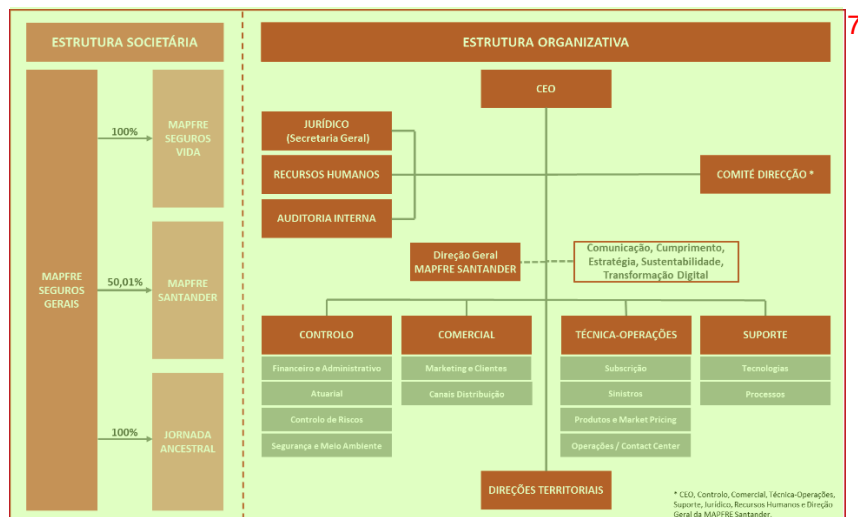 7
ESTRUTURA SOCIETÁRIA
MAPFRE
SEGUROS
GERAIS
100%
MAPFRE
SEGUROS
VIDA
50,01%
MAPFRE
SANTANDER
100%
JORNADA
ANCESTRAL
ESTRUTURA ORGANIZATIVA
CEO
JURÍDICO
(Secretaria Geral)
RECURSOS HUMANOS
AUDITORIA INTERNA
COMITÉ DIRECÇÃO *
Direção Geral
MAPFRE SANTANDER
Comunicação, Cumprimento,
Estratégia, Sustentabilidade,
Transformação Digital
CONTROLO
Financeiro e Administrativo
Atuarial
Controlo de Riscos
Segurança e Meio Ambiente
COMERCIAL
Marketing e Clientes
Canais Distribuição
TÉCNICA-OPERAÇÕES
Subscrição
Sinistros
Produtos e Market Pricing
Operações / Contact Center
SUPORTE
Tecnologias
Processos
DIREÇÕES TERRITORIAIS
* CEO, Controlo, Comercial, Técnica-Operações,
Suporte, Jurídico, Recursos Humanos e Direção
Geral da MAPFRE Santander.